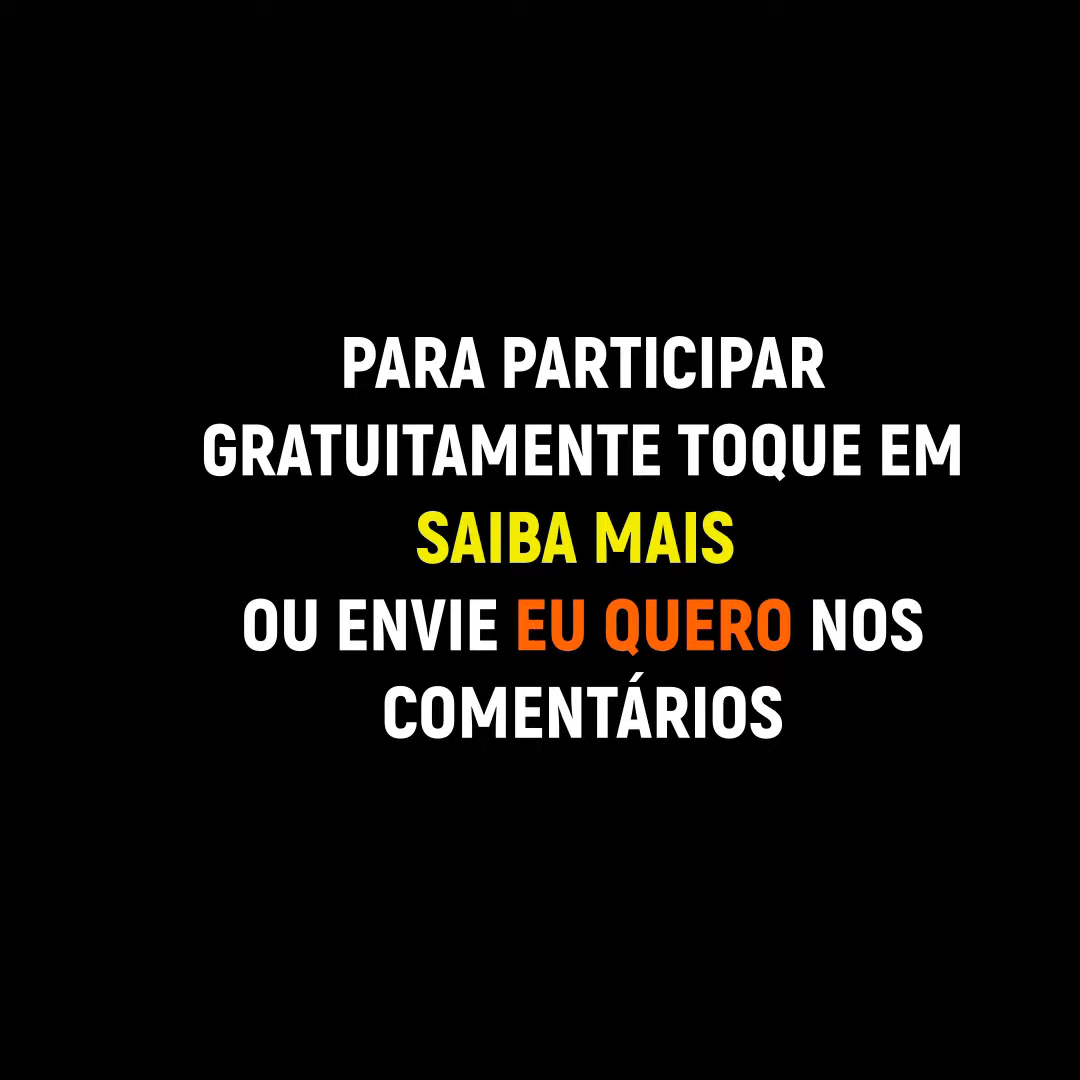 PARA PARTICIPAR
GRATUITAMENTE TOQUE EM
SAIBA MAIS
OU ENVIE EU QUERO NOS
COMENTÁRIOS